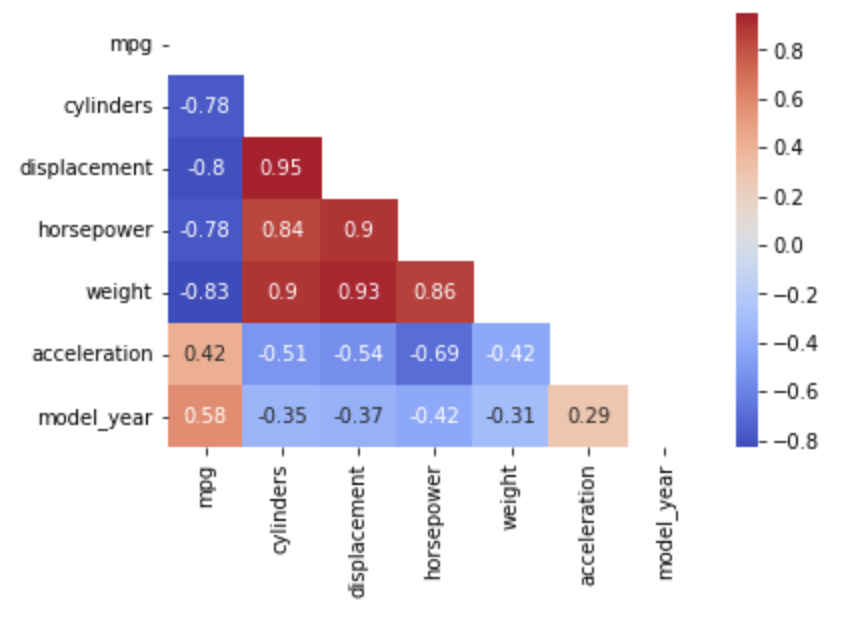 mpg
cylinders -0.78
displacement -0.8 0.95
horsepower -0.78 0.84 0.9
weight -0.83 0.9 0.93 0.86
acceleration 0.42 -0.51 -0.54 -0.69 -0.42
model_year 0.58 -0.35 -0.37 -0.42 -0.31 0.29
mpg
cylinders
displacement
horsepower
weight
acceleration
model_year
0.8
0.6
0.4
0.2
0.0
−0.2
−0.4
−0.6
−0.8